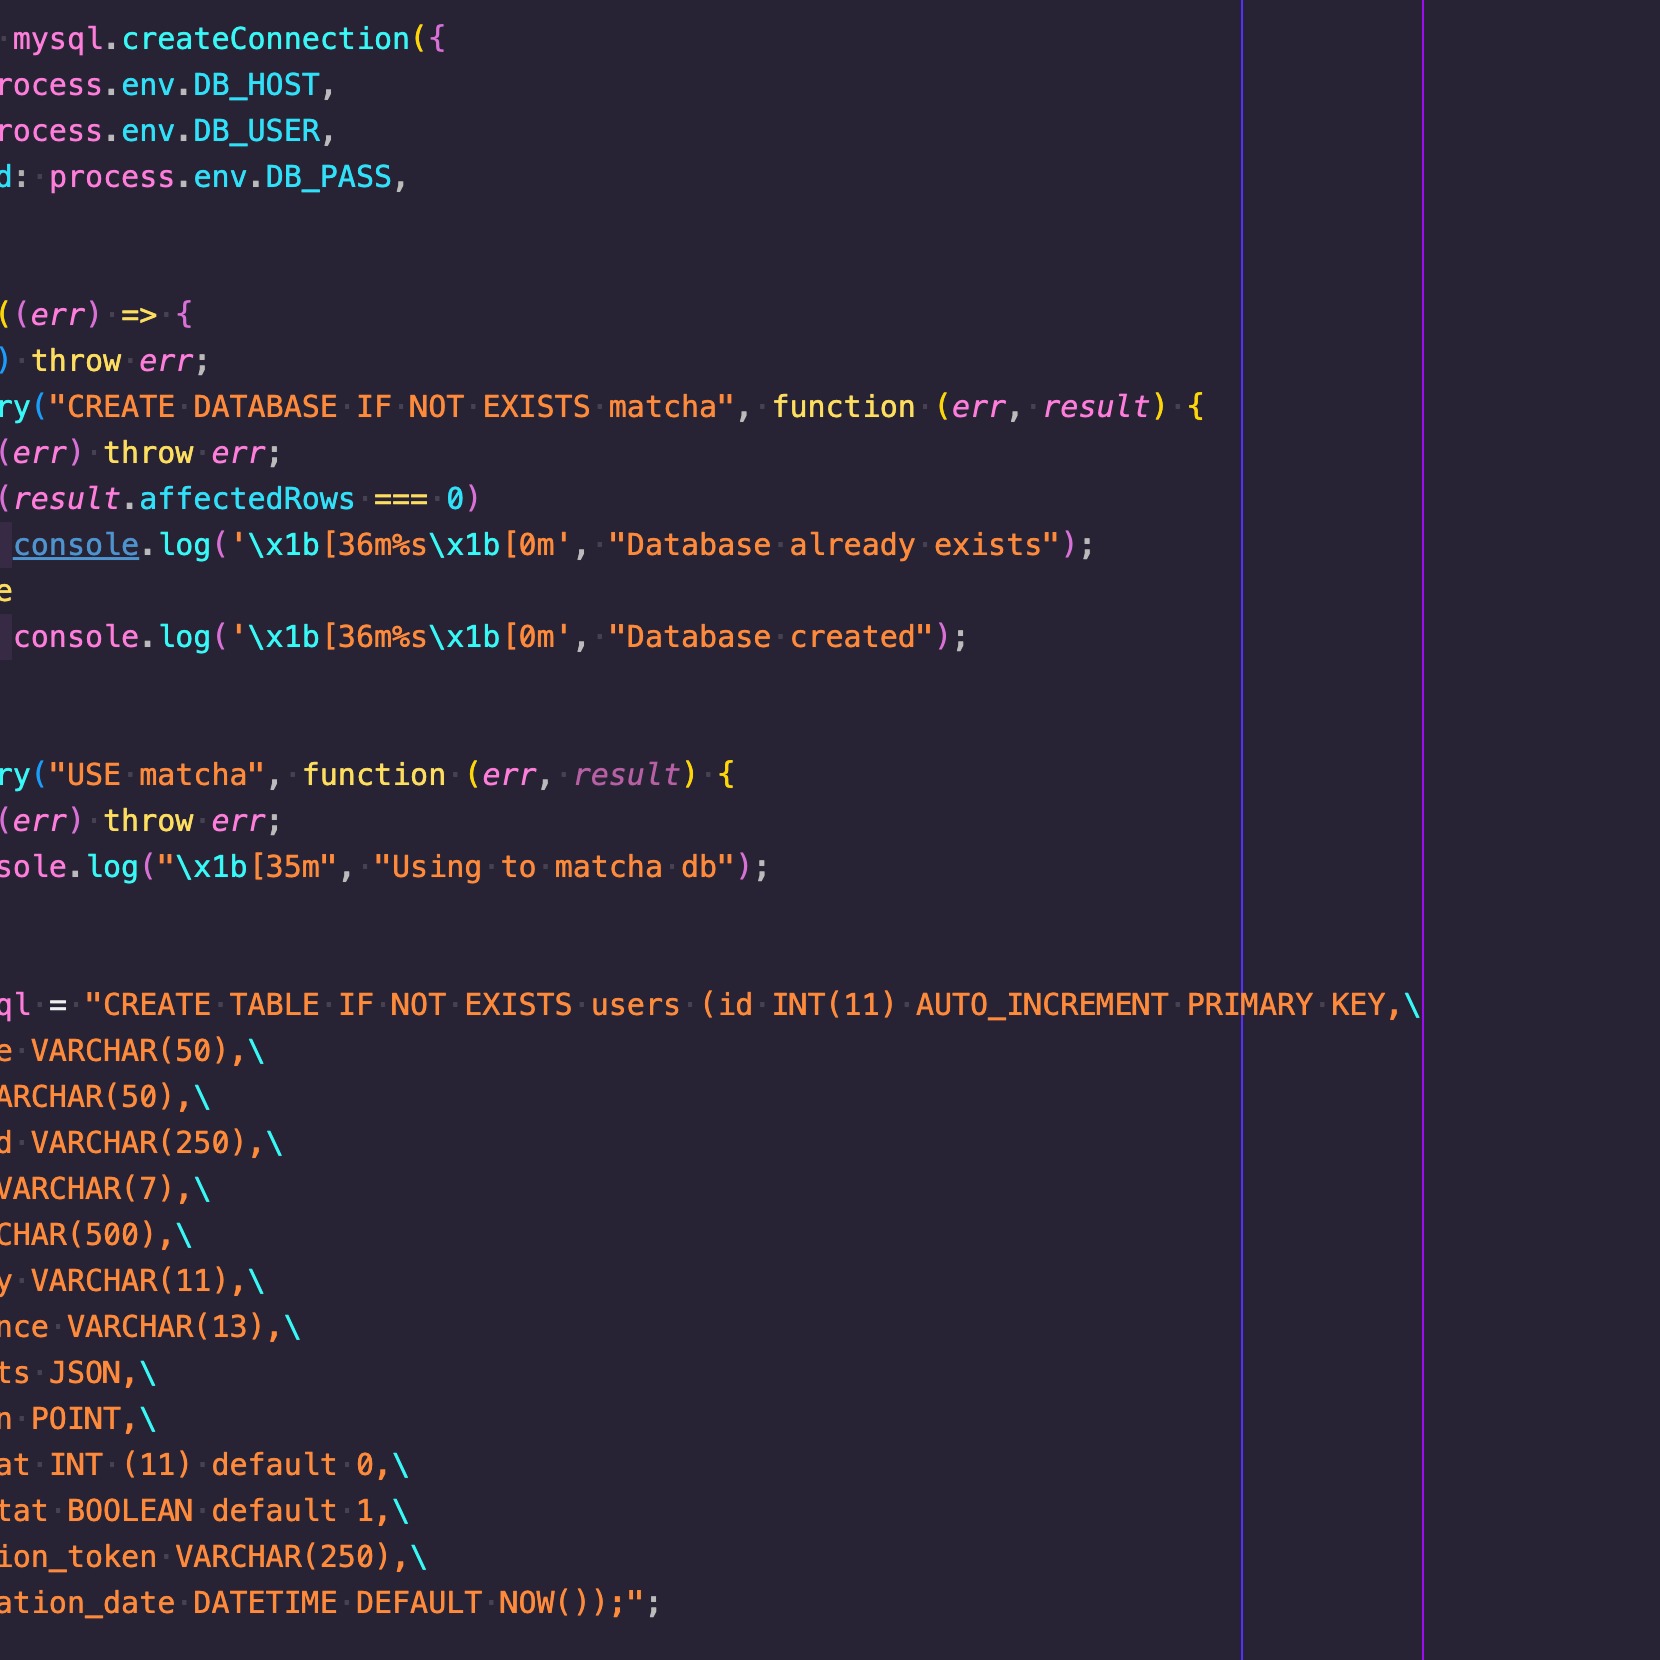 mysql.createConnection({
rocess.env.DB_HOST,
rocess.env.DB_USER,
d: process.env.DB_PASS,
((err) => {
) throw err;
ry("CREATE DATABASE IF NOT EXISTS matcha", function (err, result) {
(err) throw err;
(result.affectedRows === 0)
console.log('\x1b[36m%s\x1b[0m', "Database already exists");
e
console.log('\x1b[36m%s\x1b[0m', "Database created");
ry("USE matcha", function (err, result) {
(err) throw err;
sole.log("\x1b[35m", "Using to matcha db");
ql = "CREATE TABLE IF NOT EXISTS users (id INT(11) AUTO_INCREMENT PRIMARY KEY,\
e VARCHAR(50),\
ARCHAR(50),\
d VARCHAR(250),\
VARCHAR(7),\
CHAR(500),\
y VARCHAR(11),\
nce VARCHAR(13),\
ts JSON,\
n POINT,\
at INT (11) default 0,\
tat BOOLEAN default 1,\
ion_token VARCHAR(250),\
ation_date DATETIME DEFAULT NOW());";